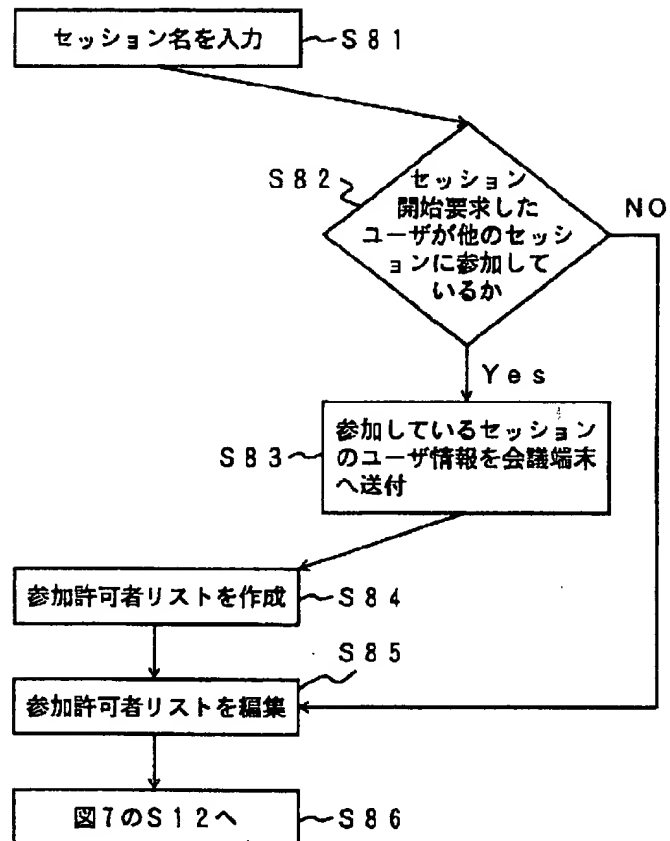 セッション名を入力
S81
S82
セッション
開始要求した
ユーザが他のセッシ
ョンに参加して
いるか
NO
Yes
S83
参加しているセッション
のユーザ情報を会議端末
へ送付
参加許可者リストを作成
S84
S85
参加許可者リストを編集
図7のS12へ
S86